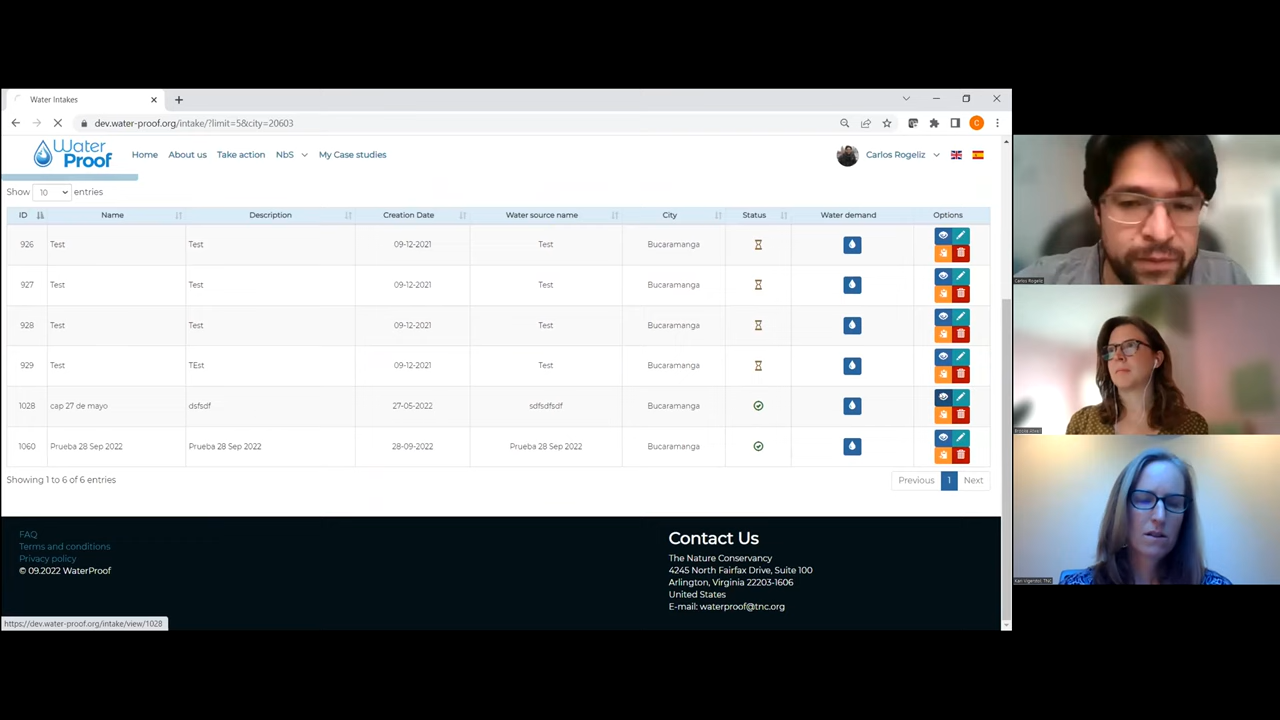 Water Intakes
dev.water-proof.org/intake/?limit=5&city=20603
C
Water Proof
Home About us Take action NbS My Case studies Carlos Rogeliz
Show 10 entries
ID Name Description Creation Date Water source name City Status Water demand Options
926 Test Test 09-12-2021 Test Bucaramanga
927 Test Test 09-12-2021 Test Bucaramanga
928 Test Test 09-12-2021 Test Bucaramanga
929 Test TEst 09-12-2021 Test Bucaramanga
1028 cap 27 de mayo dsfsdf 27-05-2022 sdfsdfsdf Bucaramanga
1060 Prueba 28 Sep 2022 Prueba 28 Sep 2022 28-09-2022 Prueba 28 Sep 2022 Bucaramanga
Showing 1 to 6 of 6 entries
Previous 1 Next
FAQ
Terms and conditions
Privacy policy
© 09.2022 WaterProof
Contact Us
The Nature Conservancy
4245 North Fairfax Drive, Suite 100
Arlington, Virginia 22203-1606
United States
E-mail: waterproof@tnc.org
https://dev.water-proof.org/intake/view/1028
Carlos Rogeliz